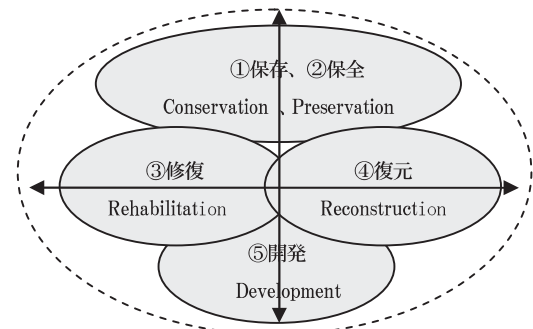 ①保存、②保全
Conservation 、Preservation
③修復
Rehabilitation
④復元
Reconstruction
⑤開発
Development